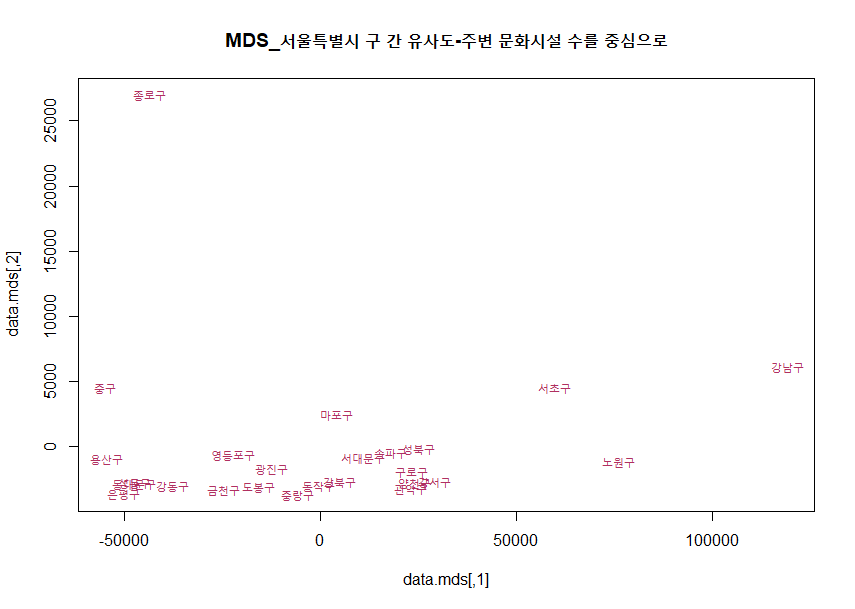 MDS_서울특별시 구 간 유사도-주변 문화시설 수를 중심으로
data.mds[,2]
25000
20000
15000
10000
5000
0
종로구
강남구
중구
서초구
마포구
영등포구
서대문구
송파구
성북구
용산구
광진구
노원구
구로구
강동구
금천구
도봉구
중랑구
동작구
강북구
양천구
강서구
관악구
은평구
-50000
0
50000
100000
data.mds[,1]